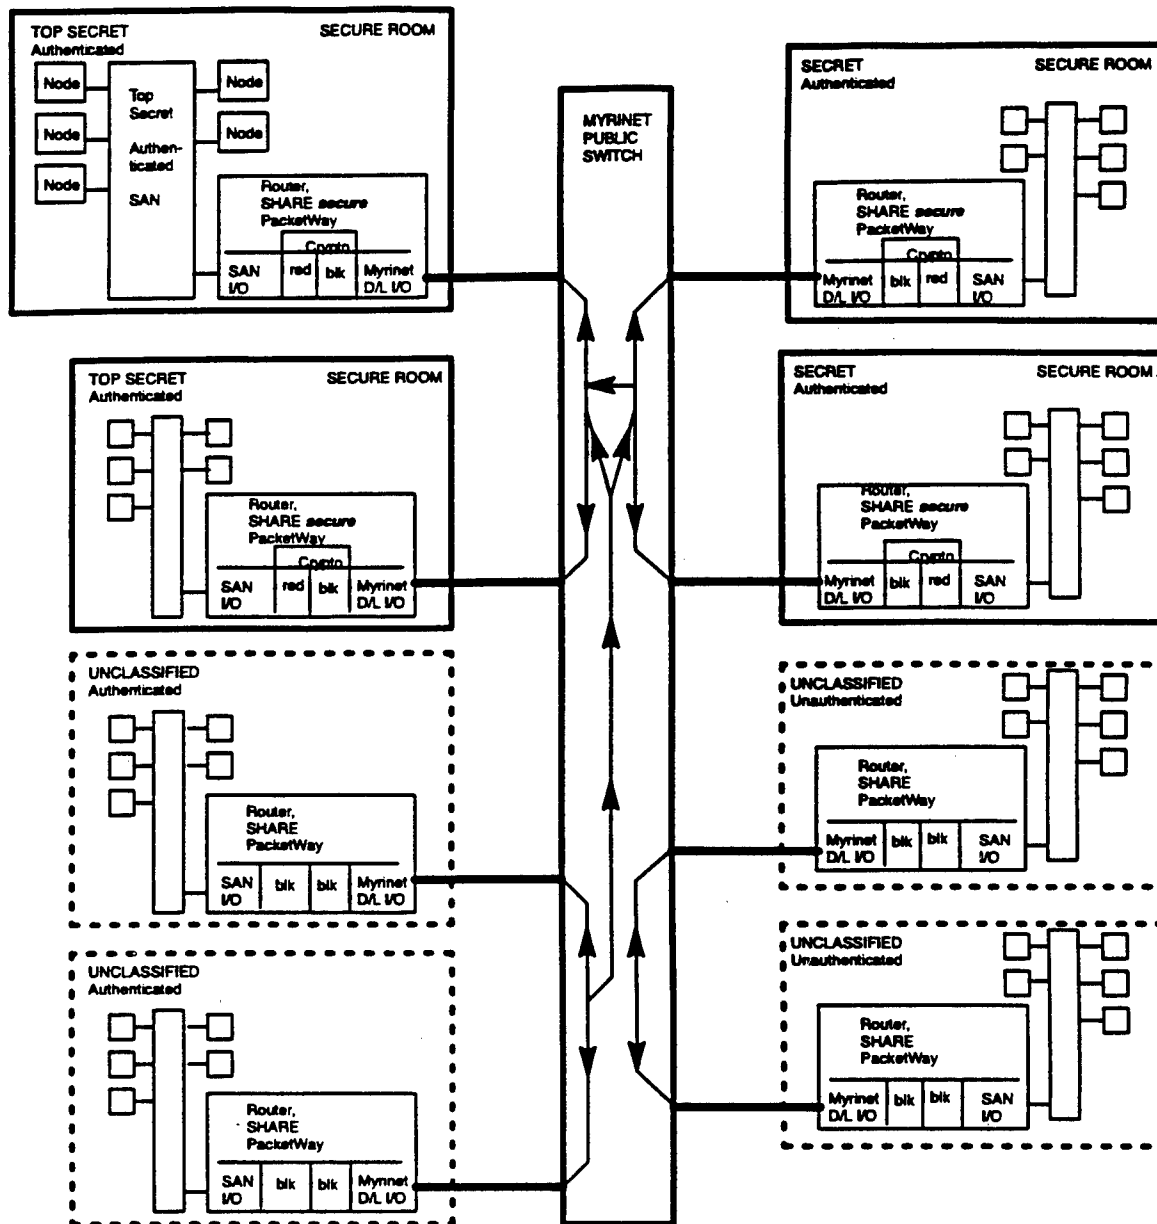 TOP SECRET
Authenticated
SECURE ROOM
Node
Node
Node
Top
Secret
Authen-
ticated
SAN
Node
Node
Router,
SHARE secure
PacketWay
Crypto
SAN
I/O
red
blk
Myrinet
D/L I/O
MYRINET
PUBLIC
SWITCH
SECRET
Authenticated
SECURE ROOM
Router,
SHARE secure
PacketWay
Crypto
Myrinet
D/L I/O
blk
red
SAN
I/O
TOP SECRET
Authenticated
SECURE ROOM
Router,
SHARE secure
PacketWay
Crypto
SAN
I/O
red
blk
Myrinet
D/L I/O
SECRET
Authenticated
SECURE ROOM
Router,
SHARE secure
PacketWay
Crypto
Myrinet
D/L I/O
blk
red
SAN
I/O
UNCLASSIFIED
Authenticated
Router,
SHARE
PacketWay
SAN
I/O
blk
blk
Myrinet
D/L I/O
UNCLASSIFIED
Unauthenticated
Router,
SHARE
PacketWay
Myrinet
D/L I/O
blk
blk
SAN
I/O
UNCLASSIFIED
Authenticated
Router,
SHARE
PacketWay
SAN
I/O
blk
blk
Myrinet
D/L I/O
UNCLASSIFIED
Unauthenticated
Router,
SHARE
PacketWay
Myrinet
D/L I/O
blk
blk
SAN
I/O